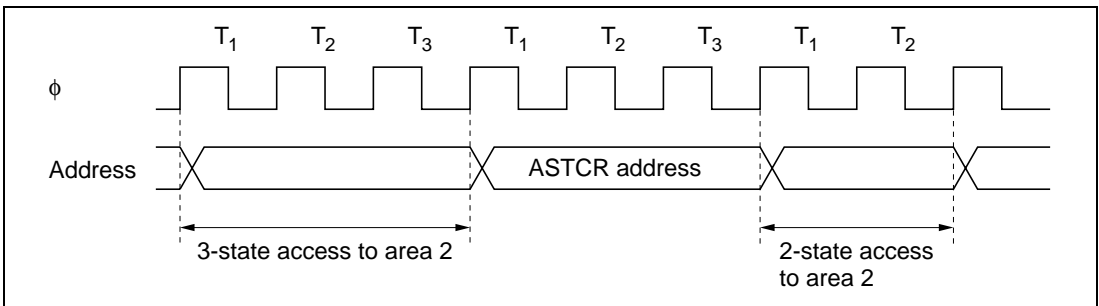 T1 T2 T3 T1 T2 T3 T1 T2
ϕ
Address ASTCR address
3-state access to area 2 2-state access
to area 2